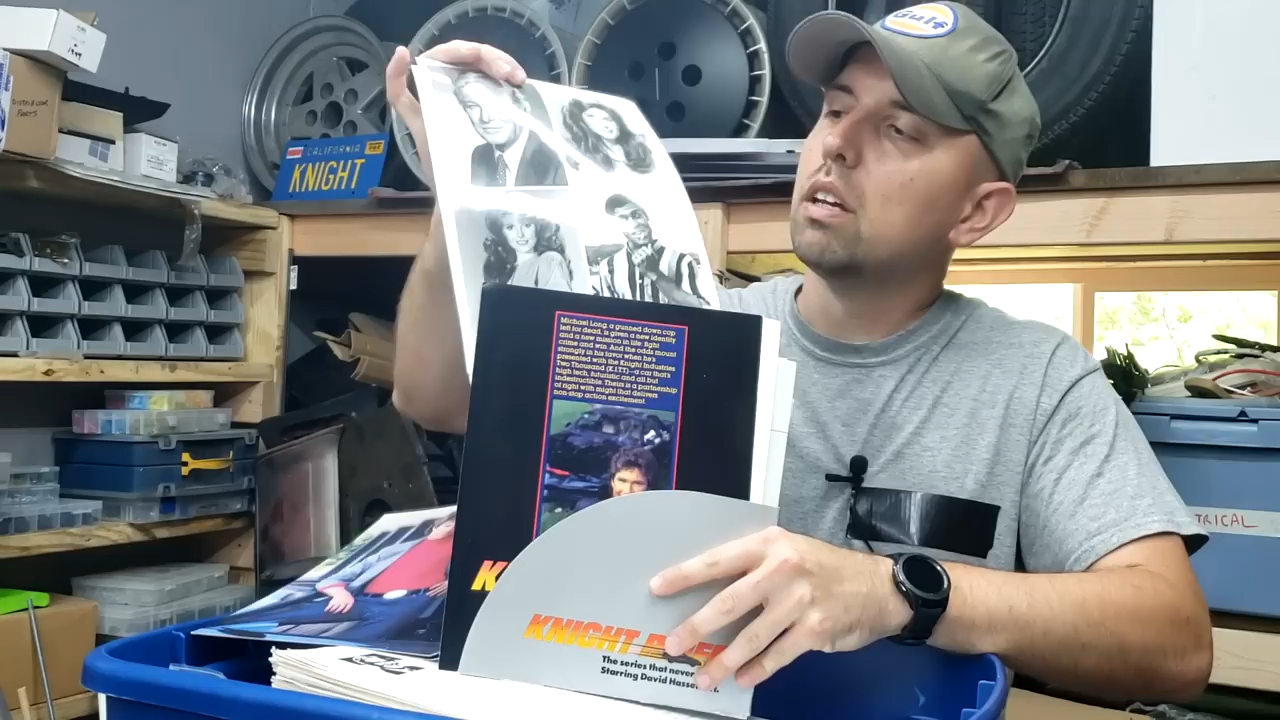 Gulf
CALIFORNIA
KNIGHT
Michael Long, a gunned down cop
left for dead, is given a new identity
and a new mission in life: fight
crime and win. And the odds mount
strongly in his favor when he's
presented with the Knight Industries
Two Thousand (K.I.T.T)—a car that's
high tech, futuristic and all but
indestructible. Theirs is a partnership
of right with might that delivers
non-stop action excitement.
KNIGHT
The series that never
Starring David
TRICAL